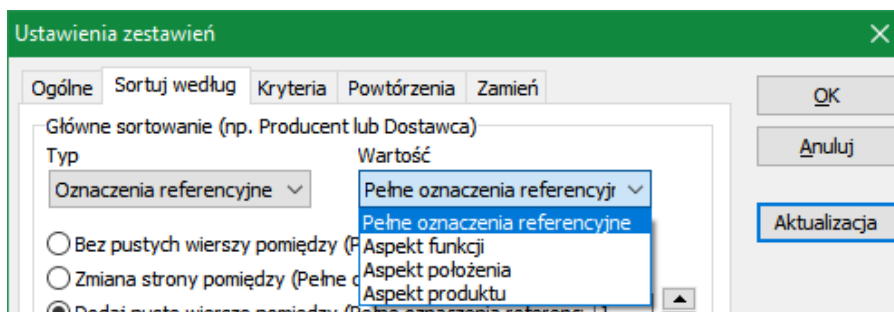 Ustawienia zestawień
Ogólne Sortuj według Kryteria Powtórzenia Zamień
OK
Główne sortowanie (np. Producent lub Dostawca)
Anuluj
Typ Wartość
Oznaczenia referencyjne Pełne oznaczenia
Aktualizacja
Pełne oznaczenia referencyjne
Bez pustych wierszy pomiędzy
Aspekt funkcji
Aspekt położenia
Zmiana strony pomiędzy (Pełne
Aspekt produktu